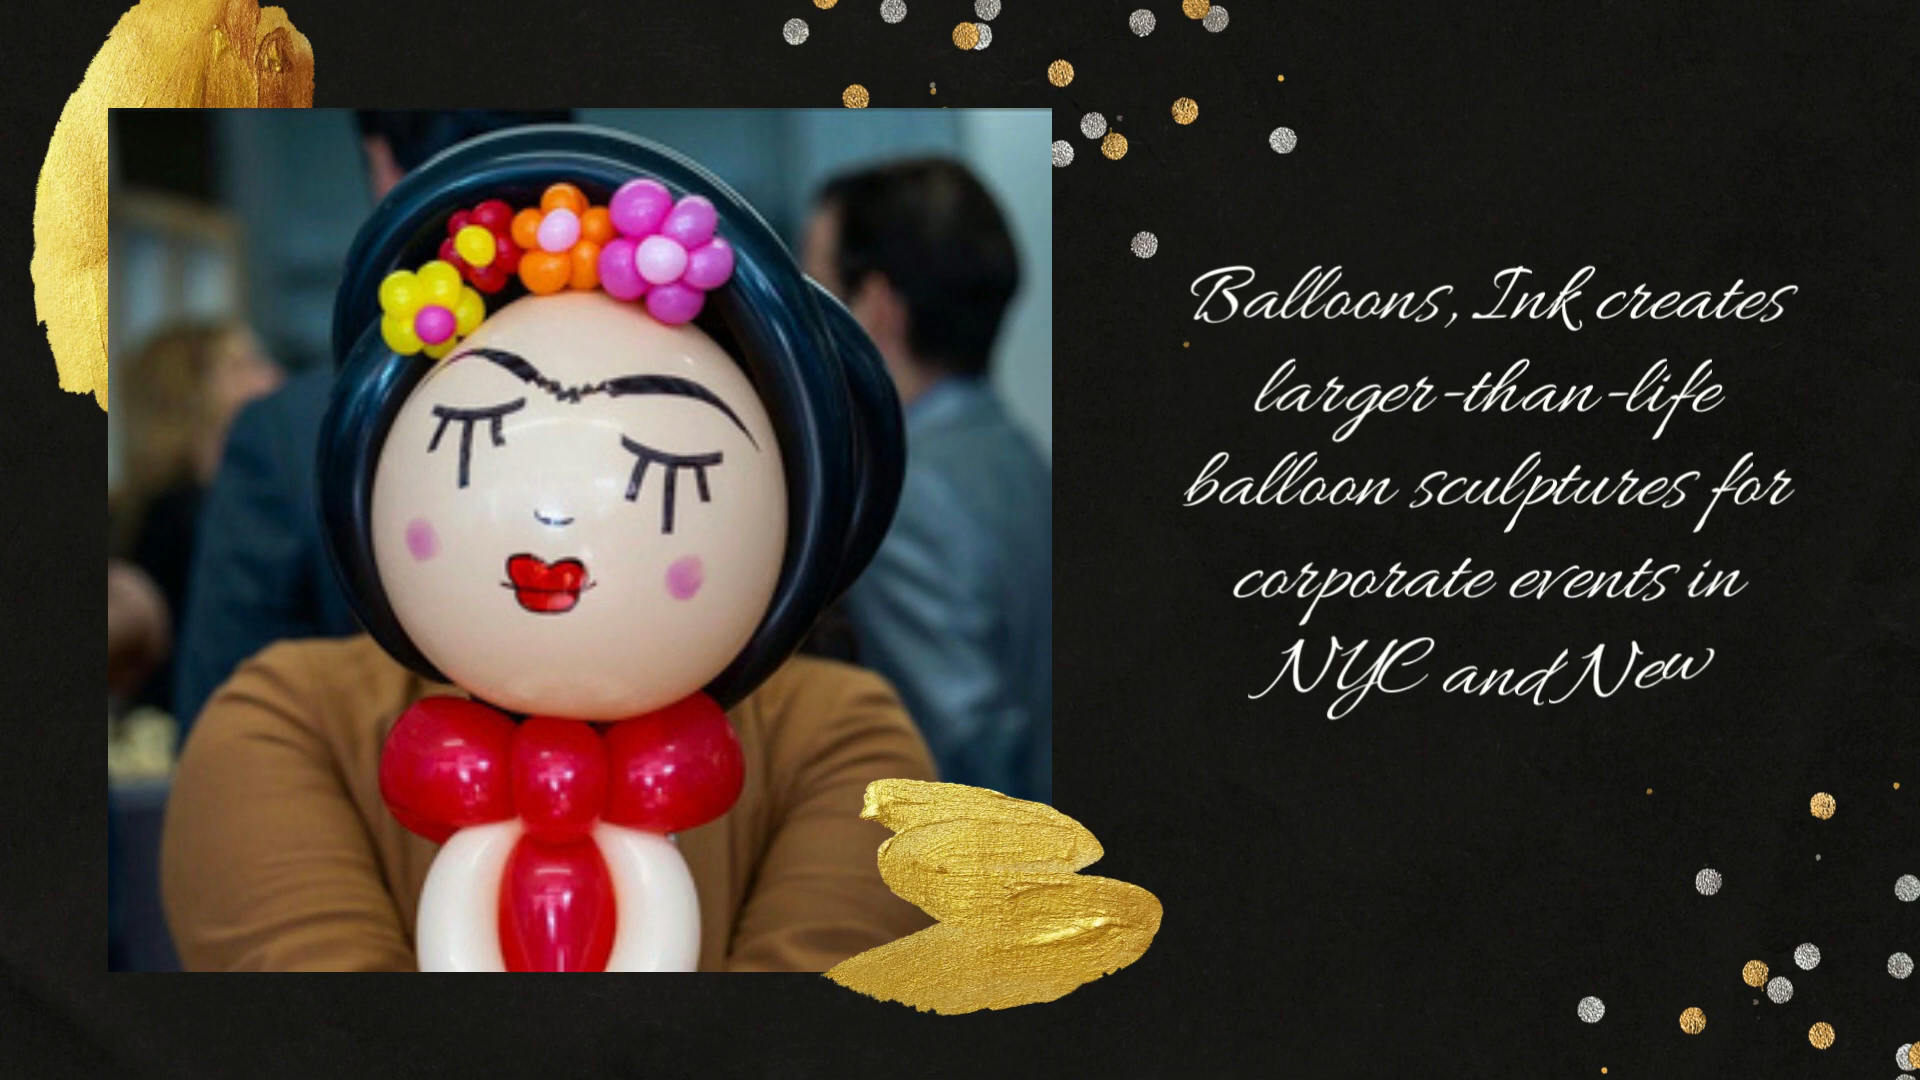 Balloons, Ink creates
larger-than-life
balloon sculptures for
corporate events in
NYC and New